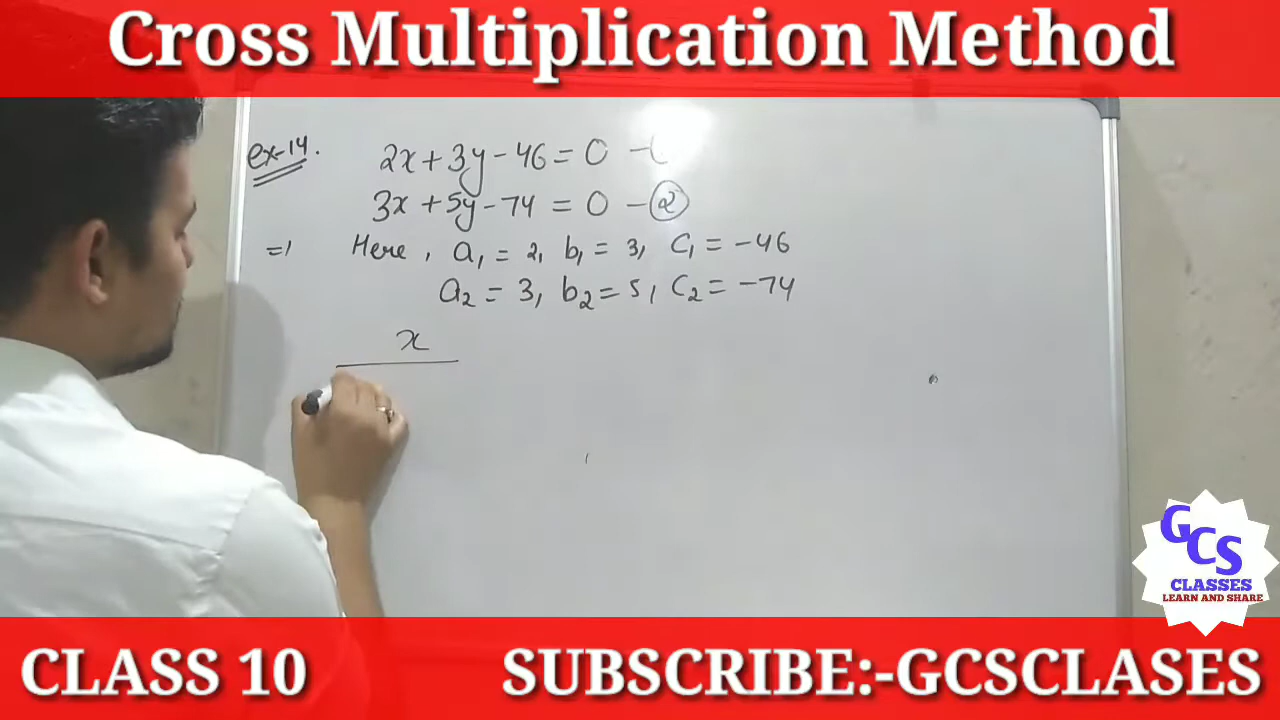 Cross Multiplication Method
ex-14. 2x+3y-46=0 -
3x+5y-74=0 -②
=) Here, a₁=2, b₁=3, c₁=-46
a₂=3, b₂=5, c₂=-74
x
GCS
CLASSES
LEARN AND SHARE
CLASS 10 SUBSCRIBE:-GCSCLASES